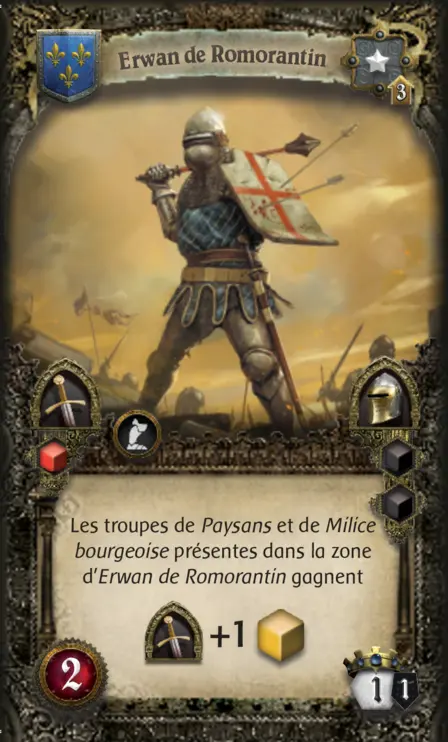 Erwan de Romorantin
3
Les troupes de Paysans et de Milice
bourgeoise présentes dans la zone
d'Erwan de Romorantin gagnent
+1
2
1 1